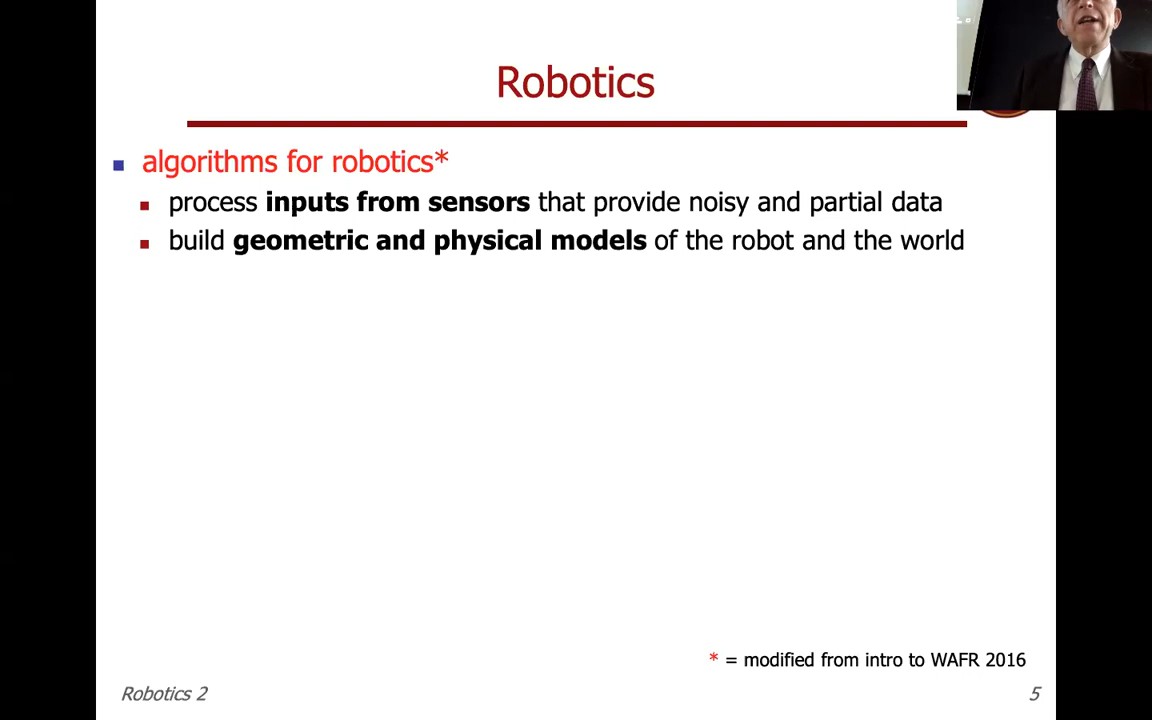 Robotics
algorithms for robotics*
process inputs from sensors that provide noisy and partial data
build geometric and physical models of the robot and the world
* = modified from intro to WAFR 2016
Robotics 2
5